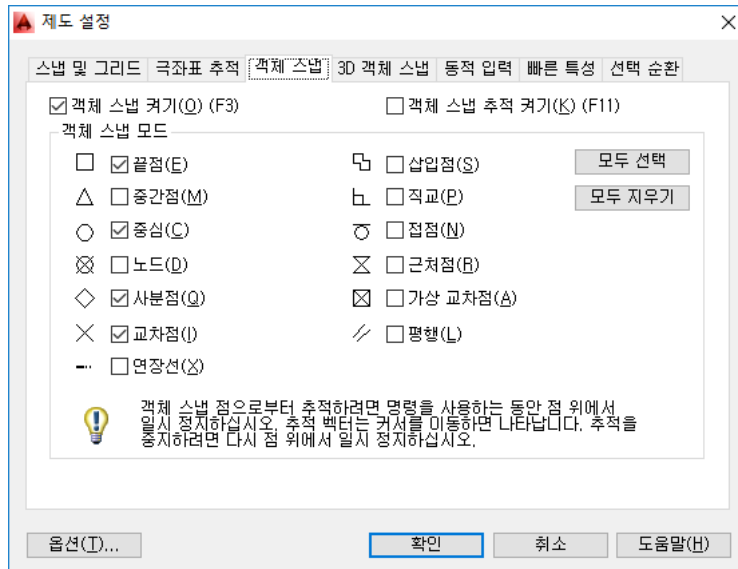 제도 설정
스냅 및 그리드 극좌표 추적 객체 스냅 3D 객체 스냅 동적 입력 빠른 특성 선택 순환
객체 스냅 켜기(O) (F3)
객체 스냅 추적 켜기(K) (F11)
객체 스냅 모드
끝점(E)
중간점(M)
중심(C)
노드(D)
사분점(Q)
교차점(I)
연장선(X)
삽입점(S)
직교(P)
접점(N)
근처점(R)
가상 교차점(A)
평행(L)
모두 선택
모두 지우기
객체 스냅 점으로부터 추적하려면 명령을 사용하는 동안 점 위에서
일시 정지하십시오. 추적 벡터는 커서를 이동하면 나타납니다. 추적을
중지하려면 다시 점 위에서 일시 정지하십시오.
옵션(T)...
확인
취소
도움말(H)